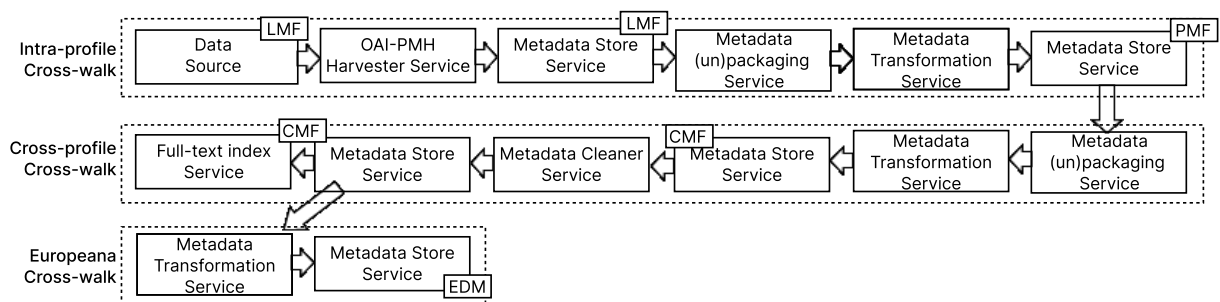 Intra-profile
Cross-walk
Data
Source
LMF
OAI-PMH
Harvester Service
Metadata Store
Service
LMF
Metadata
(un)packaging
Service
Metadata
Transformation
Service
Metadata Store
Service
PMF
Cross-profile
Cross-walk
Full-text index
Service
CMF
Metadata Store
Service
Metadata Cleaner
Service
CMF
Metadata Store
Service
Metadata
Transformation
Service
Metadata
(un)packaging
Service
Europeana
Cross-walk
Metadata
Transformation
Service
Metadata Store
Service
EDM